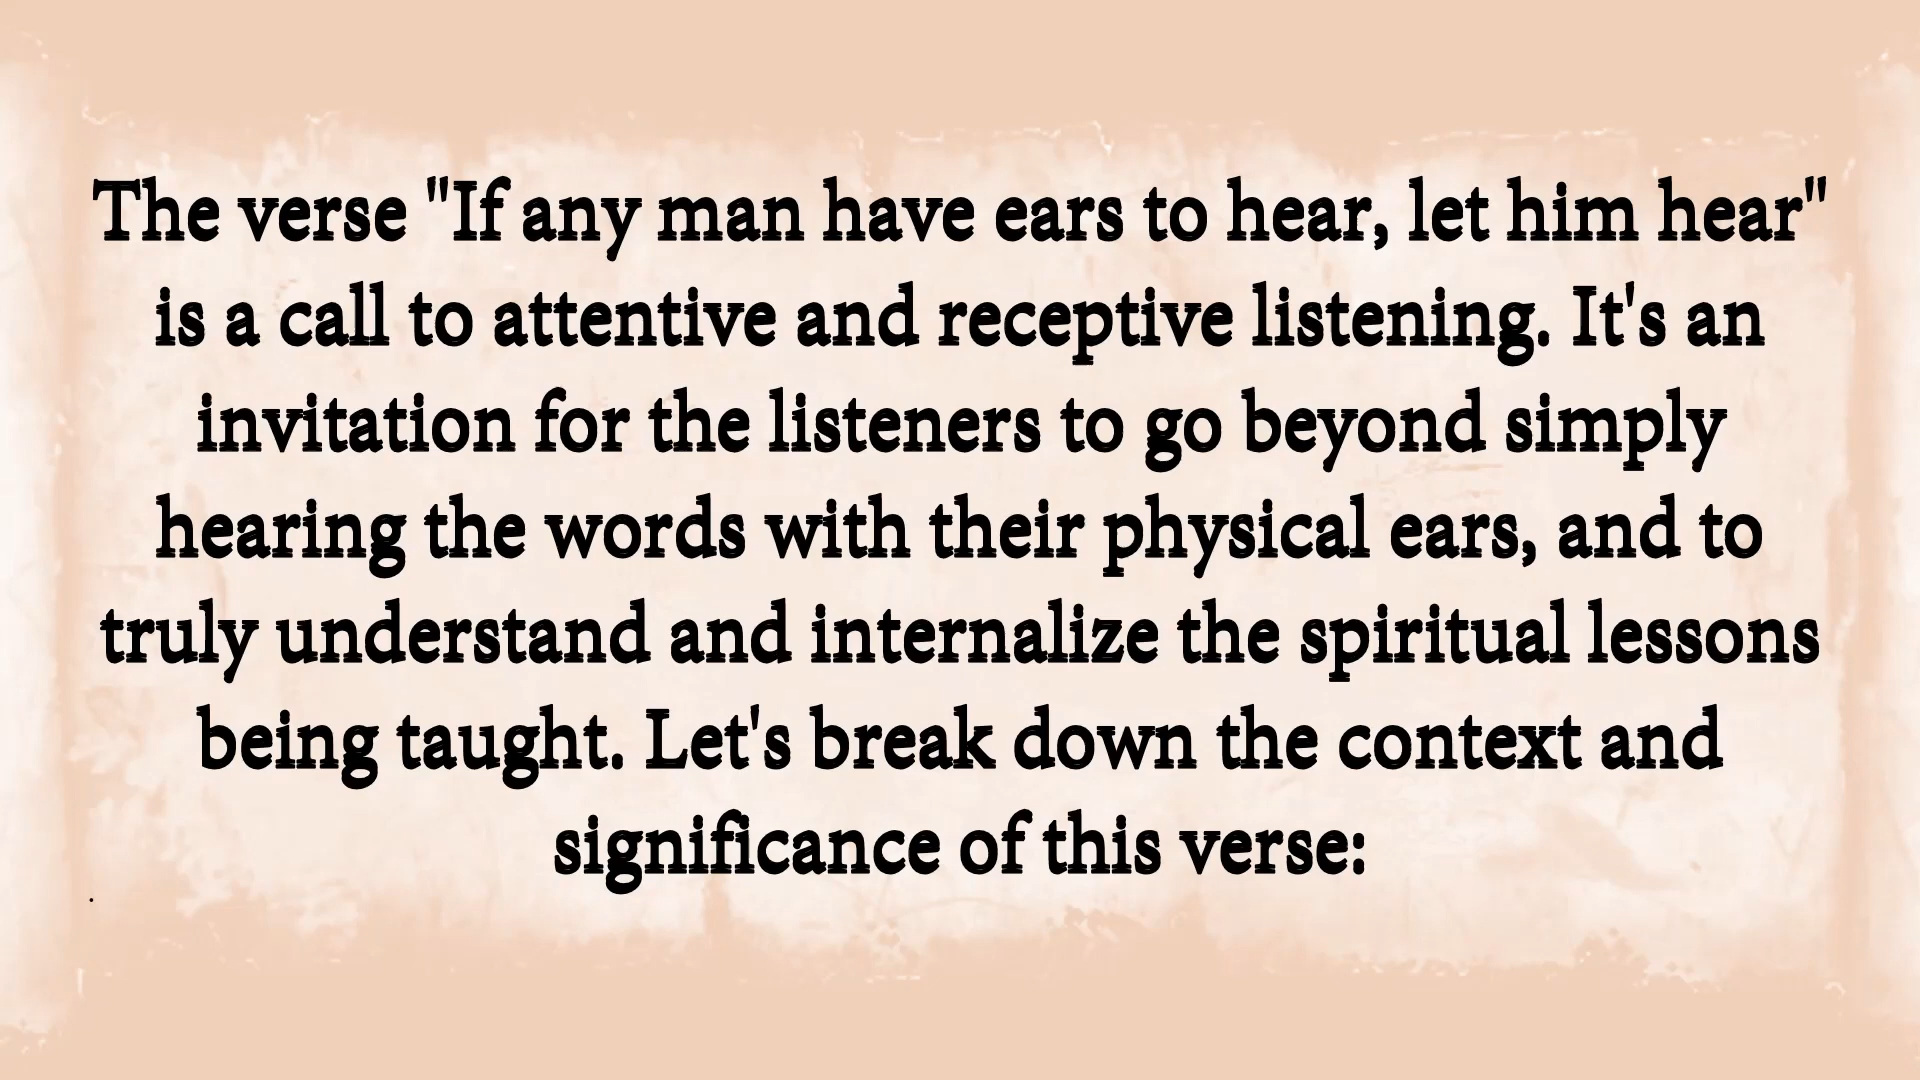 The verse "If any man have ears to hear, let him hear"
is a call to attentive and receptive listening. It's an
invitation for the listeners to go beyond simply
hearing the words with their physical ears, and to
truly understand and internalize the spiritual lessons
being taught. Let's break down the context and
significance of this verse:
.